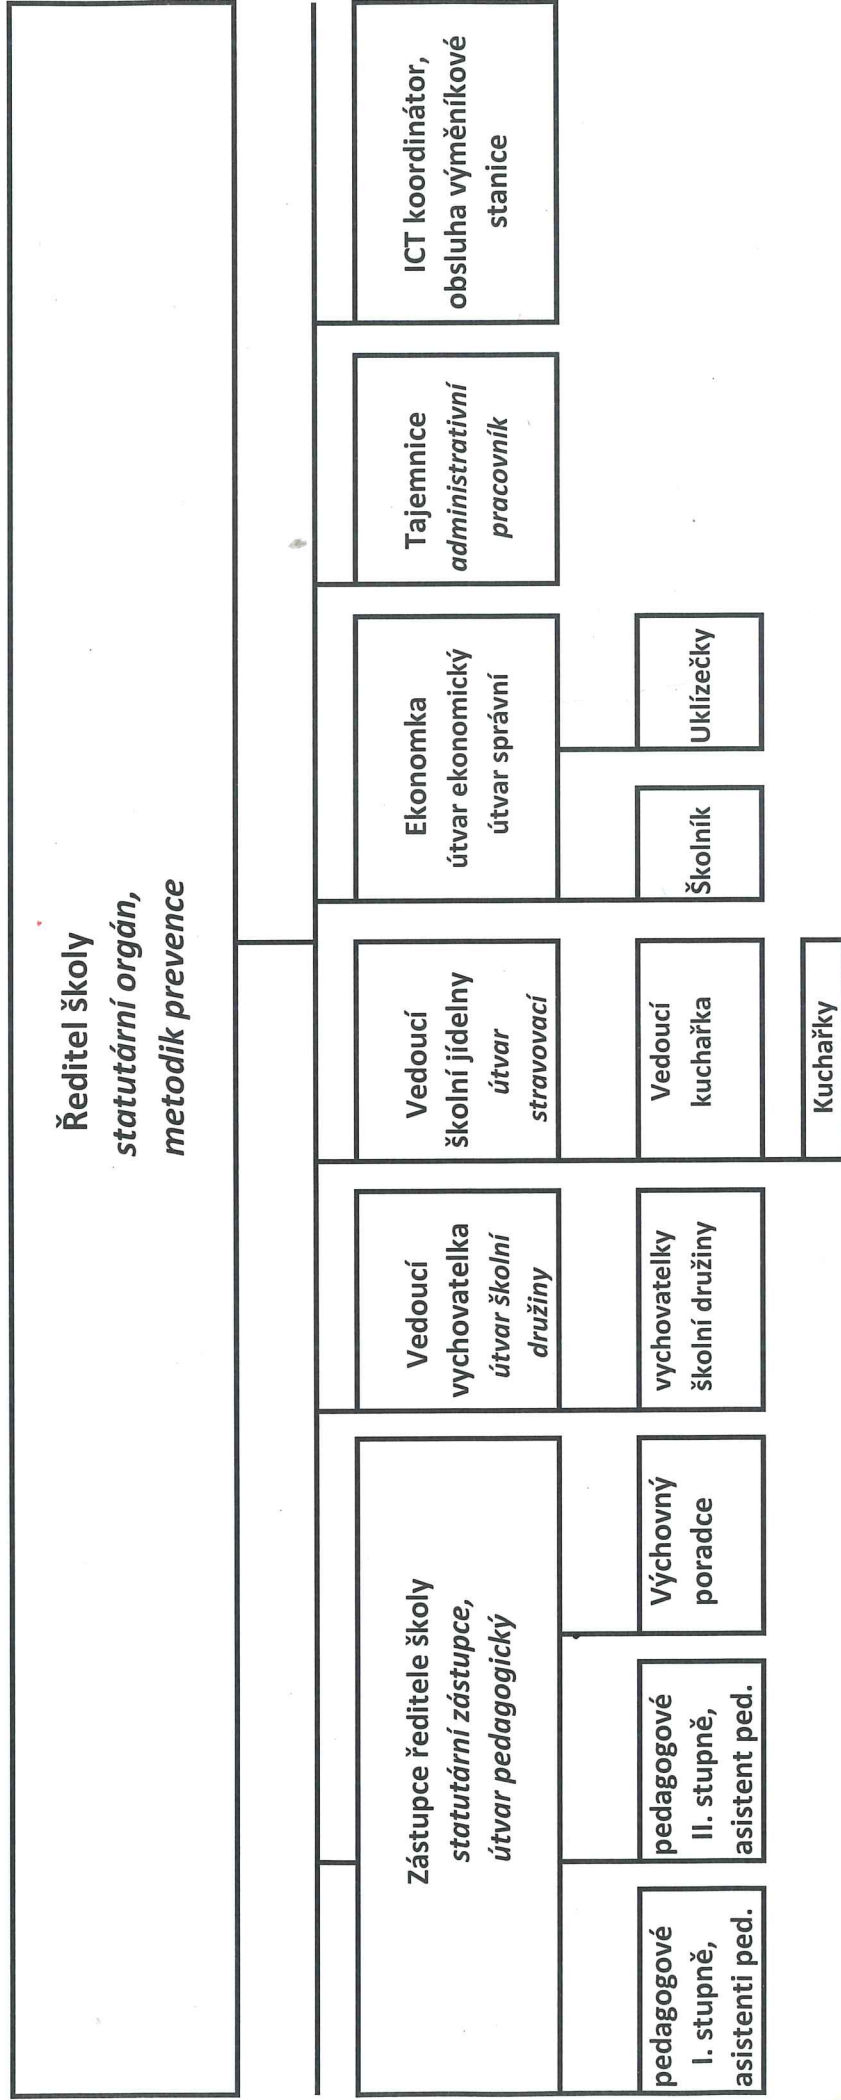 Ředitel školy
statutární orgán,
metodik prevence
Zástupce ředitele školy
statutární zástupce,
útvar pedagogický
Vedoucí
vychovatelka
útvar školní
družiny
Vedoucí
školní jídelny
útvar
stravovací
Ekonomka
útvar ekonomický
útvar správní
Tajemnice
administrativní
pracovník
ICT koordinátor,
obsluha výměníkové
stanice
pedagogové
I. stupně,
asistenti ped.
pedagogové
II. stupně,
asistent ped.
Výchovný
poradce
vychovatelky
školní družiny
Vedoucí
kuchařka
Školník
Uklízečky
Kuchařky